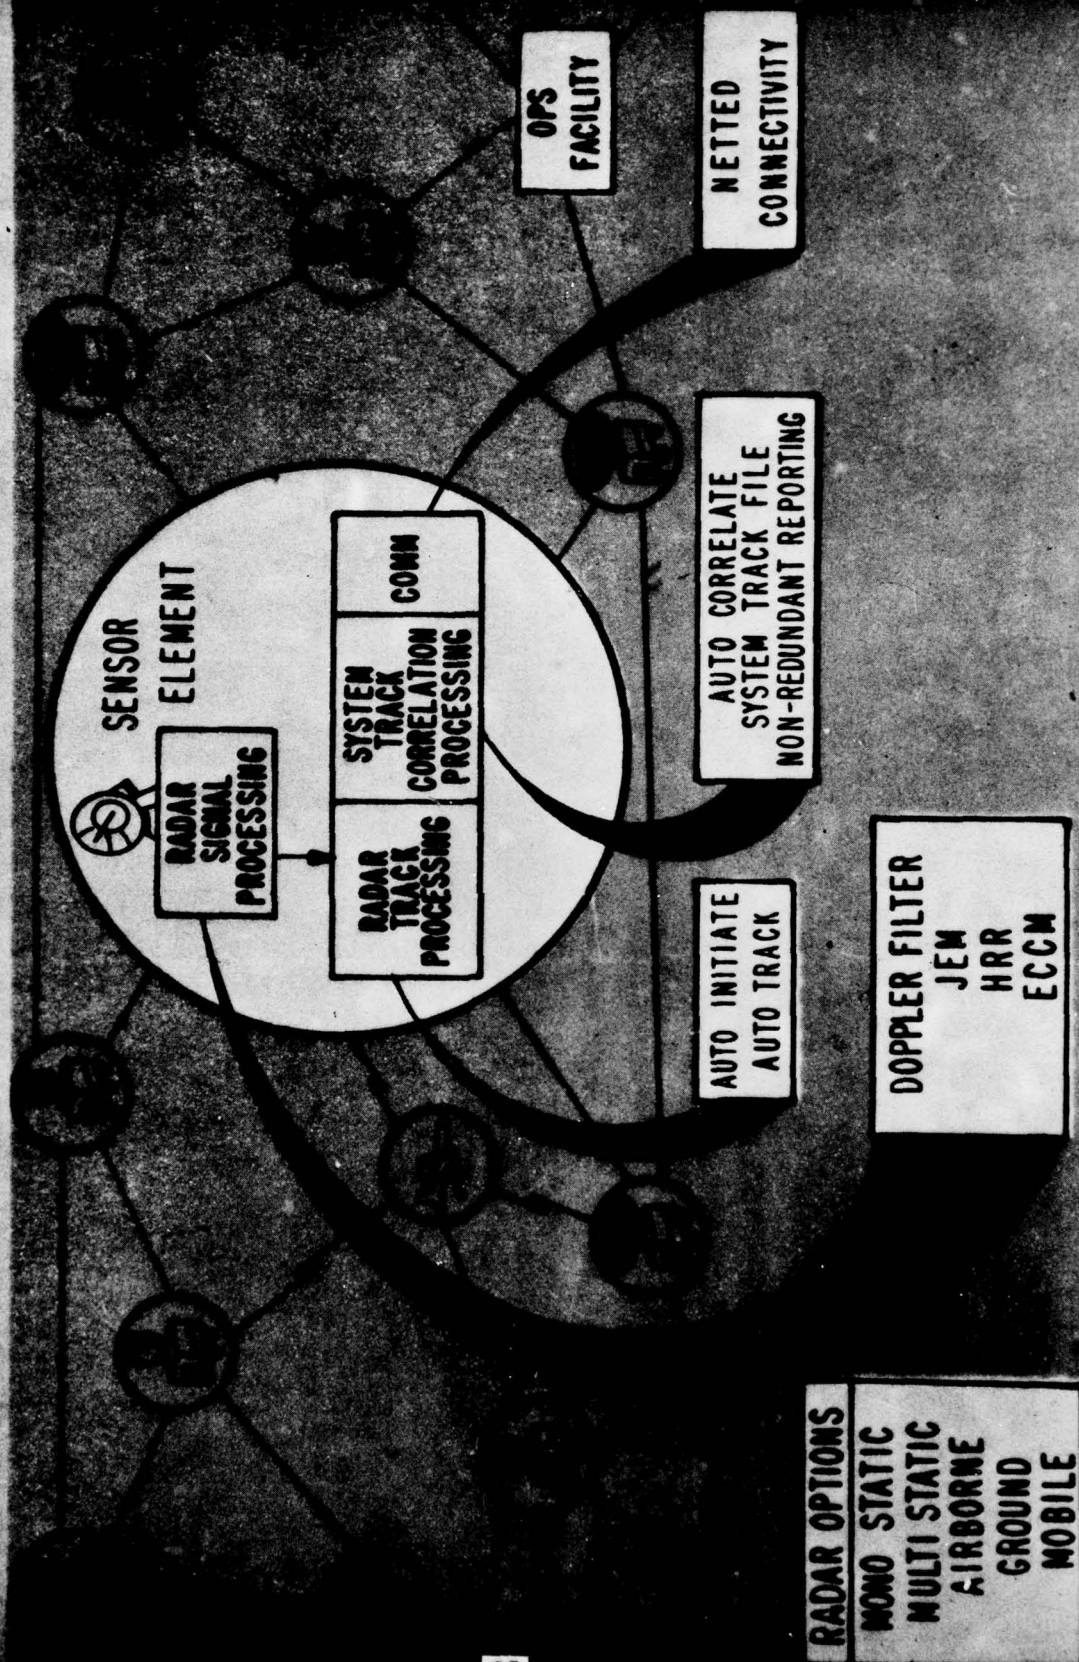 SENSOR
ELEMENT
RADAR
SIGNAL
PROCESSING
RADAR
TRACK
PROCESSING
SYSTEM
TRACK
CORRELATION
PROCESSING
COMM
OPS
FACILITY
NETTED
CONNECTIVITY
AUTO CORRELATE
SYSTEM TRACK FILE
NON-REDUNDANT REPORTING
AUTO INITIATE
AUTO TRACK
DOPPLER FILTER
JEM
HRR
ECCM
RADAR OPTIONS
MONO STATIC
MULTI STATIC
AIRBORNE
GROUND
MOBILE